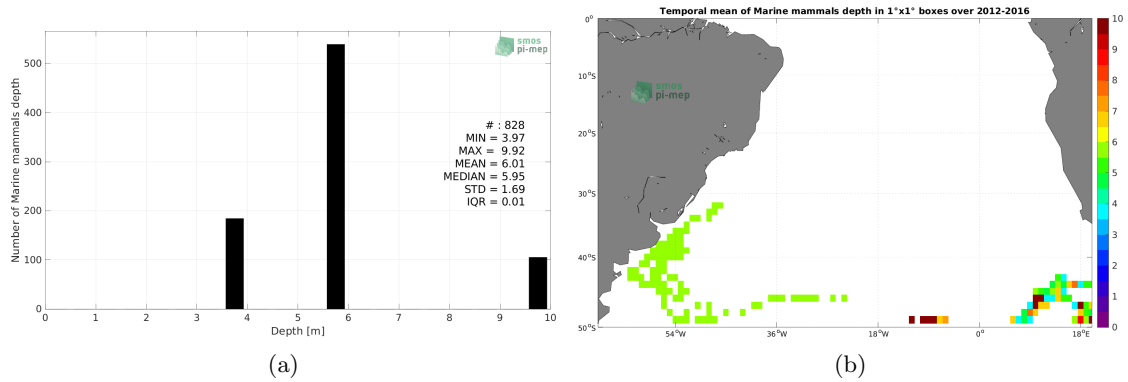 smos
pi-mep
Number of Marine mammals depth
500
400
300
200
100
0
# : 828
MIN = 3.97
MAX = 9.92
MEAN = 6.01
MEDIAN = 5.95
STD = 1.69
IQR = 0.01
0 1 2 3 4 5 6 7 8 9 10
Depth [m]
(a)
Temporal mean of Marine mammals depth in 1°x1° boxes over 2012-2016
smos
pi-mep
0°
10°S
20°S
30°S
40°S
50°S
54°W 36°W 18°W 0° 18°E
10
9
8
7
6
5
4
3
2
1
0
(b)